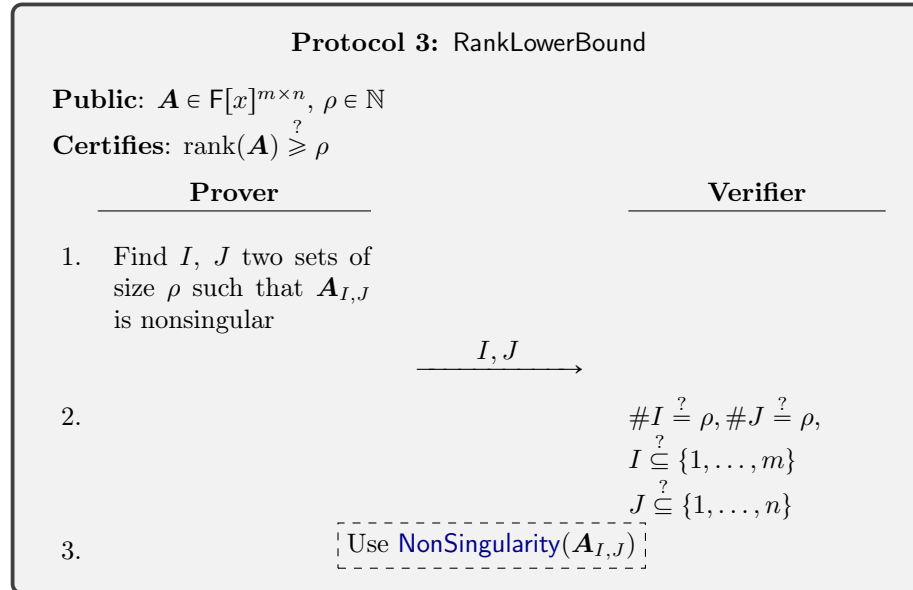 Protocol 3: RankLowerBound
Public: A ∈ F[x]^{m×n}, ρ ∈ ℕ
Certifies: rank(A) ≥^? ρ
Prover Verifier
1. Find I, J two sets of
size ρ such that A_{I,J}
is nonsingular
I, J
2. #I =^? ρ, #J =^? ρ,
I ⊆^? {1, . . . , m}
J ⊆^? {1, . . . , n}
3. Use NonSingularity(A_{I,J})